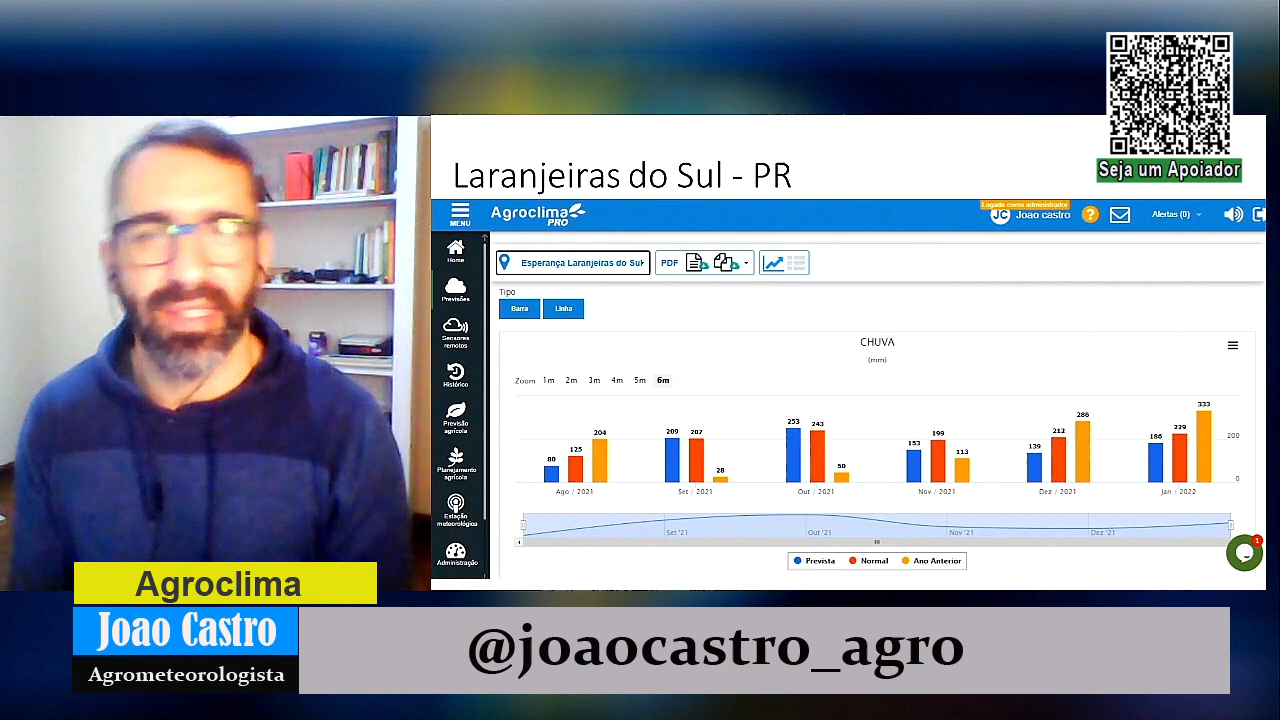 Seja um Apoiador
Laranjeiras do Sul - PR
MENU
Agroclima
PRO
Logado como administrador
JC Joao castro
?
Alertas (0)
Home
Previsões
Sensores
remotos
Histórico
Previsão
agrícola
Planejamento
agrícola
Estação
meteorológica
Administração
Esperança Laranjeiras do Su
PDF
Tipo
Barra Linha
CHUVA
(mm)
Zoom 1m 2m 3m 4m 5m 6m
80 125 204 209 207 28 253 243 50 153 199 113 139 212 286 186 229 333
200
0
Ago / 2021 Set / 2021 Out / 2021 Nov / 2021 Dez / 2021 Jan / 2022
Set '21 Out '21 Nov '21 Dez '21
Prevista Normal Ano Anterior
1
Agroclima
Joao Castro
Agrometeorologista
@joaocastro_agro